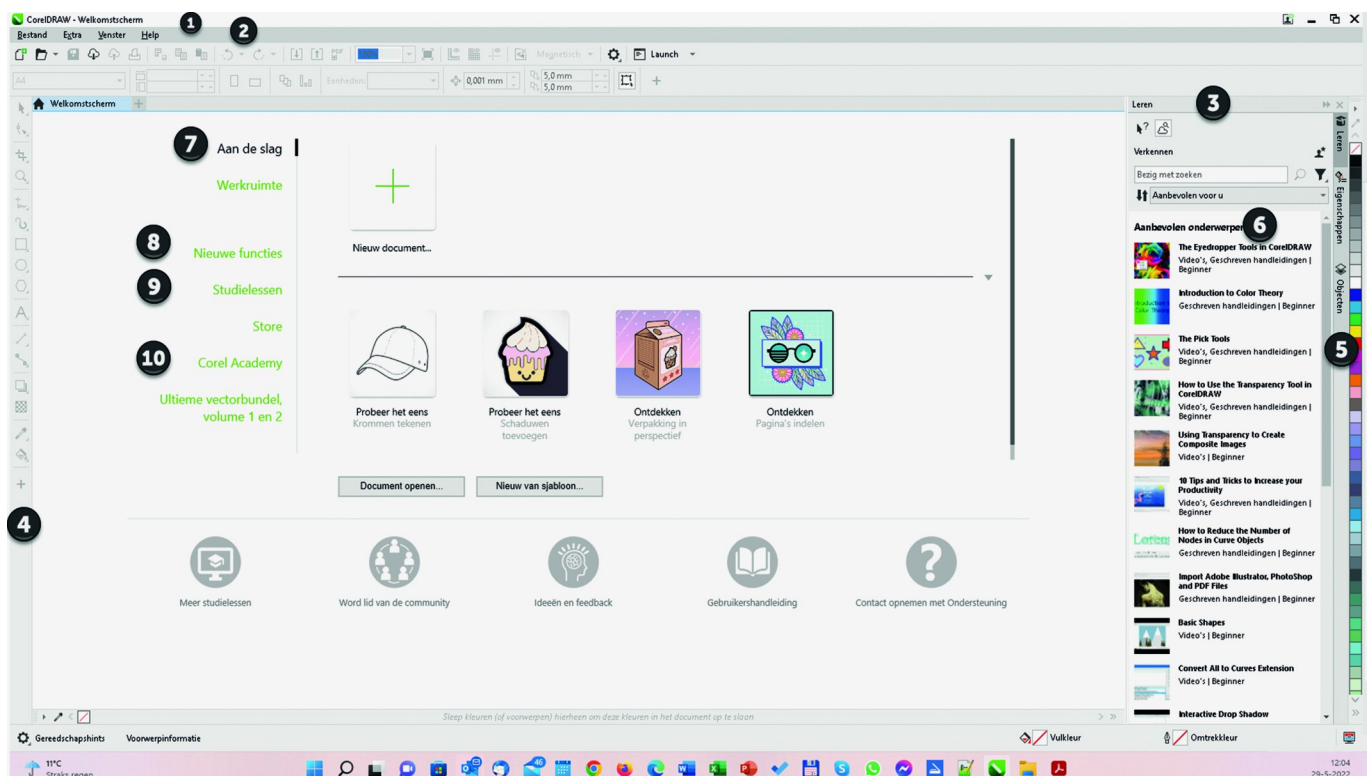 CorelDRAW - Welkomstscherm
1
Bestand Extra Venster Help
2
Magnetisch
Launch
A4
Eenheden:
0,001 mm
5,0 mm
5,0 mm
Welkomstscherm
7
Aan de slag
Werkruimte
8
Nieuwe functies
9
Studielessen
Store
10
Corel Academy
Ultieme vectorbundel,
volume 1 en 2
4
Nieuw document...
Probeer het eens
Krommen tekenen
Probeer het eens
Schaduwen
toevoegen
Ontdekken
Verpakking in
perspectief
Ontdekken
Pagina's indelen
Document openen...
Nieuw van sjabloon...
Meer studielessen
Word lid van de community
Ideeën en feedback
Gebruikershandleiding
Contact opnemen met Ondersteuning
Leren
3
Verkennen
Bezig met zoeken
Aanbevolen voor u
Aanbevolen onderwerpen
6
The Eyedropper Tools in CorelDRAW
Video's, Geschreven handleidingen |
Beginner
Introduction to Color Theory
Geschreven handleidingen | Beginner
The Pick Tools
Video's, Geschreven handleidingen |
Beginner
How to Use the Transparency Tool in
CorelDRAW
Video's, Geschreven handleidingen |
Beginner
Using Transparency to Create
Composite Images
Video's | Beginner
10 Tips and Tricks to Increase your
Productivity
Video's, Geschreven handleidingen |
Beginner
How to Reduce the Number of
Nodes in Curve Objects
Geschreven handleidingen | Beginner
Import Adobe Illustrator, PhotoShop
and PDF Files
Geschreven handleidingen | Beginner
Basic Shapes
Video's | Beginner
Convert All to Curves Extension
Video's | Beginner
Interactive Drop Shadow
Leren
Eigenschappen
Objecten
5
Sleep kleuren (of voorwerpen) hierheen om deze kleuren in het document op te slaan
Gereedschapshints
Voorwerpinformatie
Vulkleur
Omtrekkleur
11°C
Straks regen
46
12:04
29-5-2022